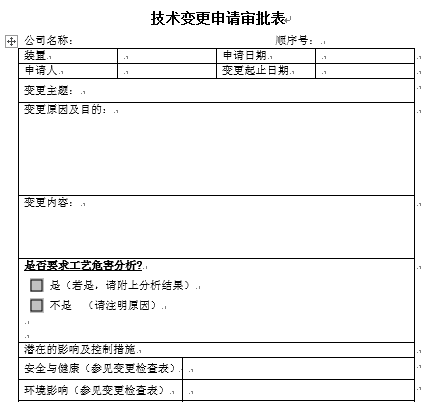 技术变更申请审批表
公司名称： 顺序号：
装置 申请日期
申请人 变更起止日期
变更主题：
变更原因及目的：
变更内容：
是否要求工艺危害分析?
是（若是，请附上分析结果）
不是 （请注明原因）
潜在的影响及控制措施
安全与健康（参见变更检查表）
环境影响（参见变更检查表）